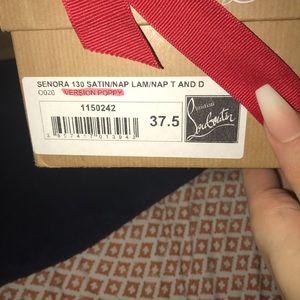 SENORA 130 SATIN/NAP LAM/NAP T AND D
O020 VERSION POPPY
1150242
37.5
Christian
Louboutin